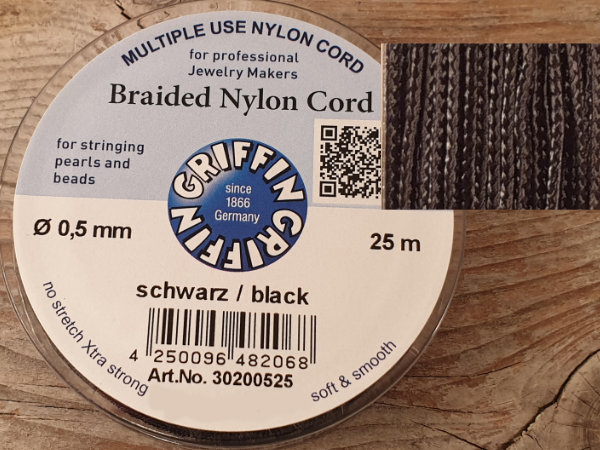 MULTIPLE USE NYLON CORD
for professional
Jewelry Makers
Braided Nylon Cord
for stringing
pearls and
beads
GRIFFIN
since
1866
Germany
GRIFFIN
Ø 0,5 mm
25 m
schwarz / black
4 250096 482068
Art.No. 30200525
no stretch Xtra strong
soft & smooth